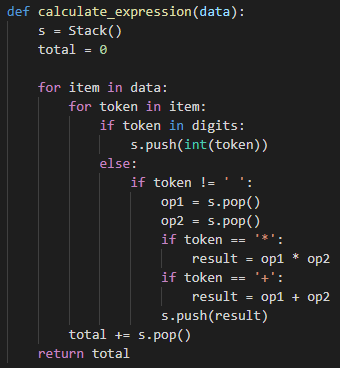 def calculate_expression(data):
    s = Stack()
    total = 0

    for item in data:
        for token in item:
            if token in digits:
                s.push(int(token))
            else:
                if token != ' ':
                    op1 = s.pop()
                    op2 = s.pop()
                    if token == '*':
                        result = op1 * op2
                    if token == '+':
                        result = op1 + op2
                    s.push(result)
        total += s.pop()
    return total